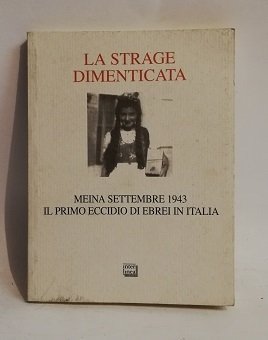 LA STRAGE
DIMENTICATA
MEINA SETTEMBRE 1943
IL PRIMO ECCIDIO DI EBREI IN ITALIA